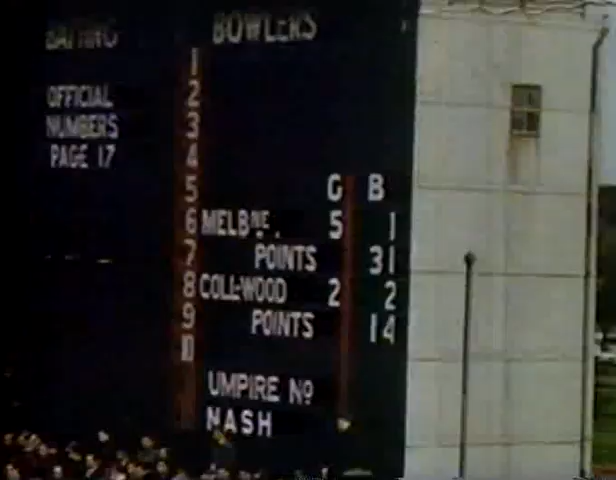 BATTING BOWLERS
1
OFFICIAL 2
NUMBERS 3
PAGE 17 4
5 G B
6 MELBNE. 5 1
7 POINTS 31
8 COLL-WOOD 2 2
9 POINTS 14
10
UMPIRE No
NASH